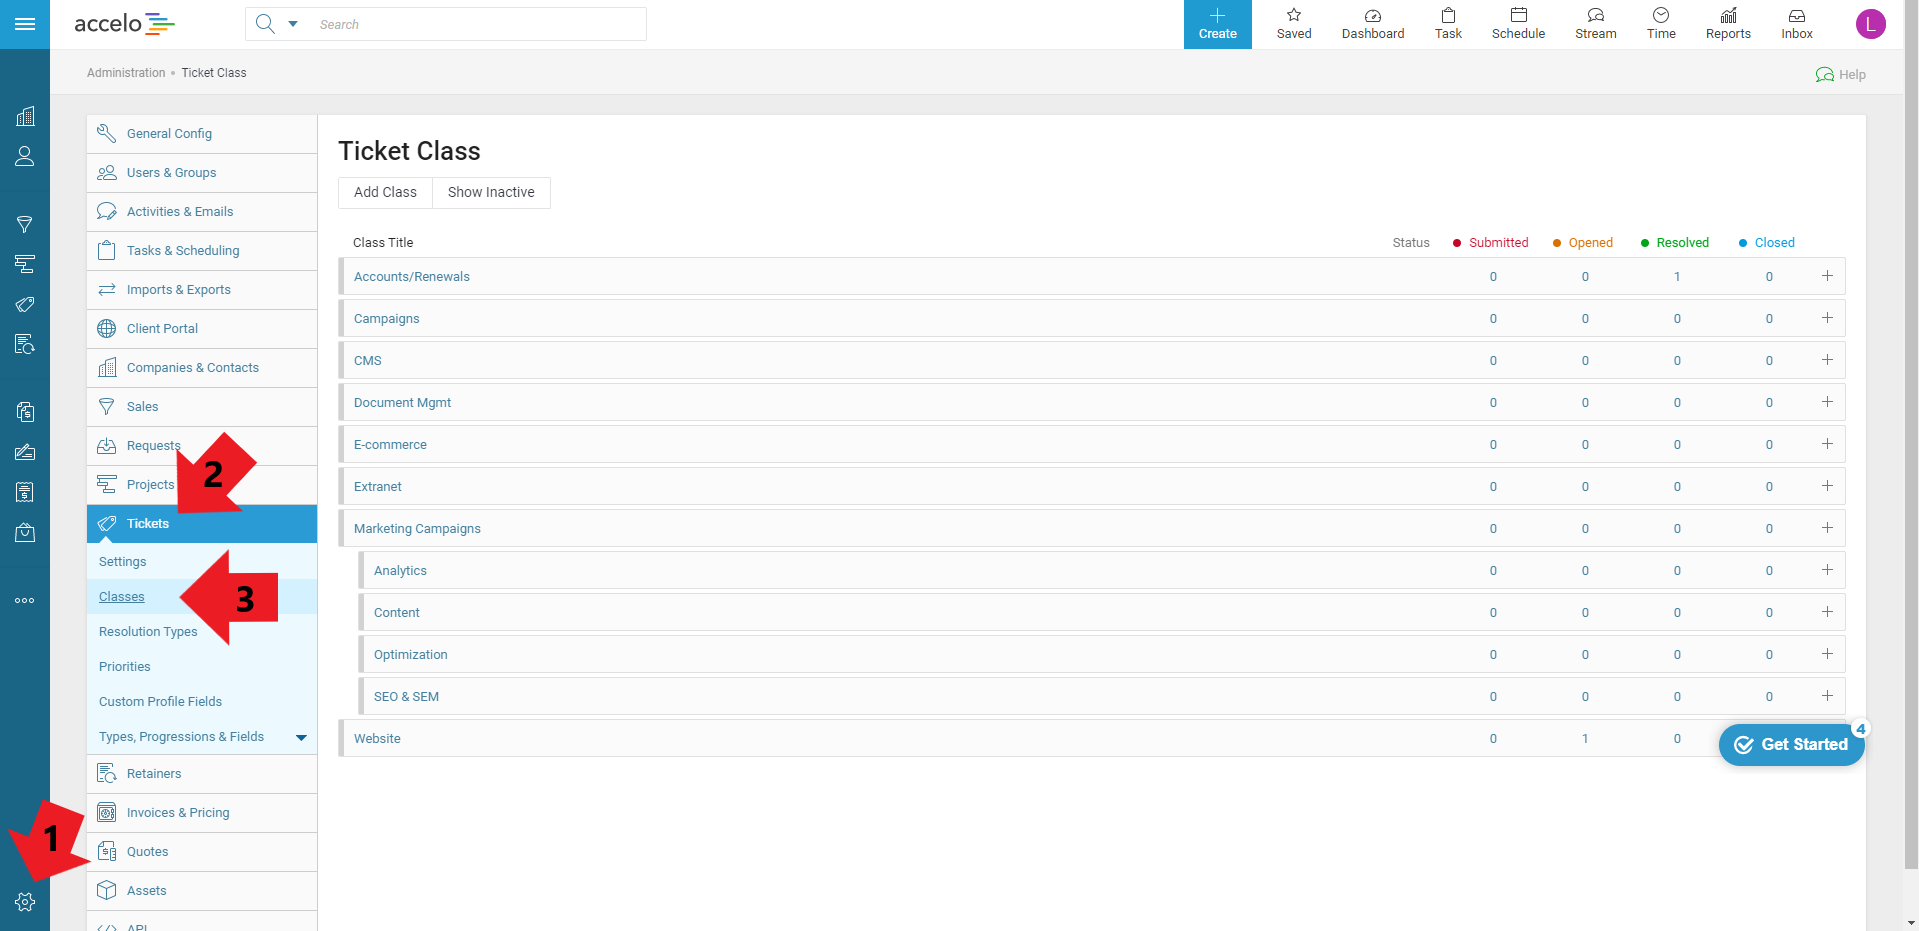 accelo
Search
Create
Saved
Dashboard
Task
Schedule
Stream
Time
Reports
Inbox
L
Administration • Ticket Class
Help
General Config
Users & Groups
Activities & Emails
Tasks & Scheduling
Imports & Exports
Client Portal
Companies & Contacts
Sales
Requests
Projects
2
Tickets
Settings
Classes
3
Resolution Types
Priorities
Custom Profile Fields
Types, Progressions & Fields
Retainers
Invoices & Pricing
1
Quotes
Assets
API
Ticket Class
Add Class Show Inactive
Class Title Status Submitted Opened Resolved Closed
Accounts/Renewals 0 0 1 0
Campaigns 0 0 0 0
CMS 0 0 0 0
Document Mgmt 0 0 0 0
E-commerce 0 0 0 0
Extranet 0 0 0 0
Marketing Campaigns 0 0 0 0
Analytics 0 0 0 0
Content 0 0 0 0
Optimization 0 0 0 0
SEO & SEM 0 0 0 0
Website 0 1 0
4
Get Started